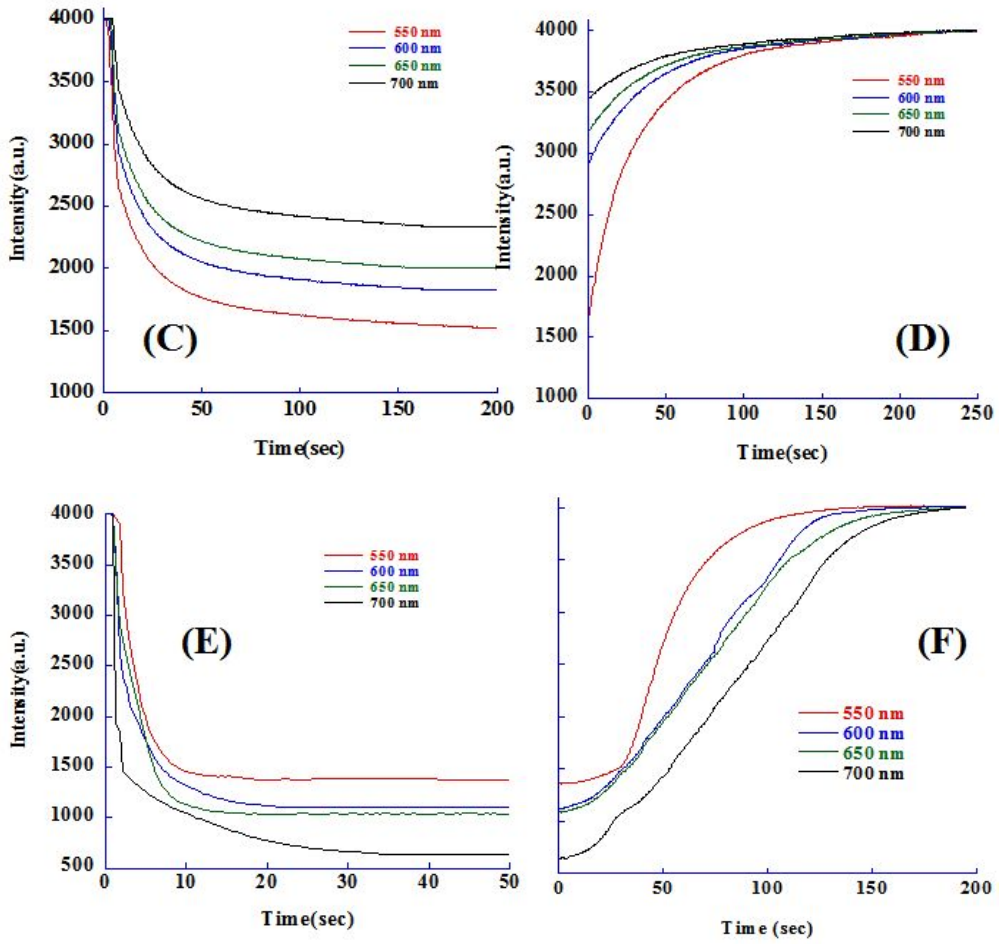 4000
3500
3000
2500
2000
1500
1000
Intensity(a.u.)
550 nm
600 nm
650 nm
700 nm
(C)
0 50 100 150 200
Time(sec)
4000
3500
3000
2500
2000
1500
1000
Intensity(a.u.)
550 nm
600 nm
650 nm
700 nm
(D)
0 50 100 150 200 250
Time (sec)
4000
3500
3000
2500
2000
1500
1000
500
Intensity(a.u.)
550 nm
600 nm
650 nm
700 nm
(E)
0 10 20 30 40 50
Time(sec)
(F)
550 nm
600 nm
650 nm
700 nm
0 50 100 150 200
Time (sec)